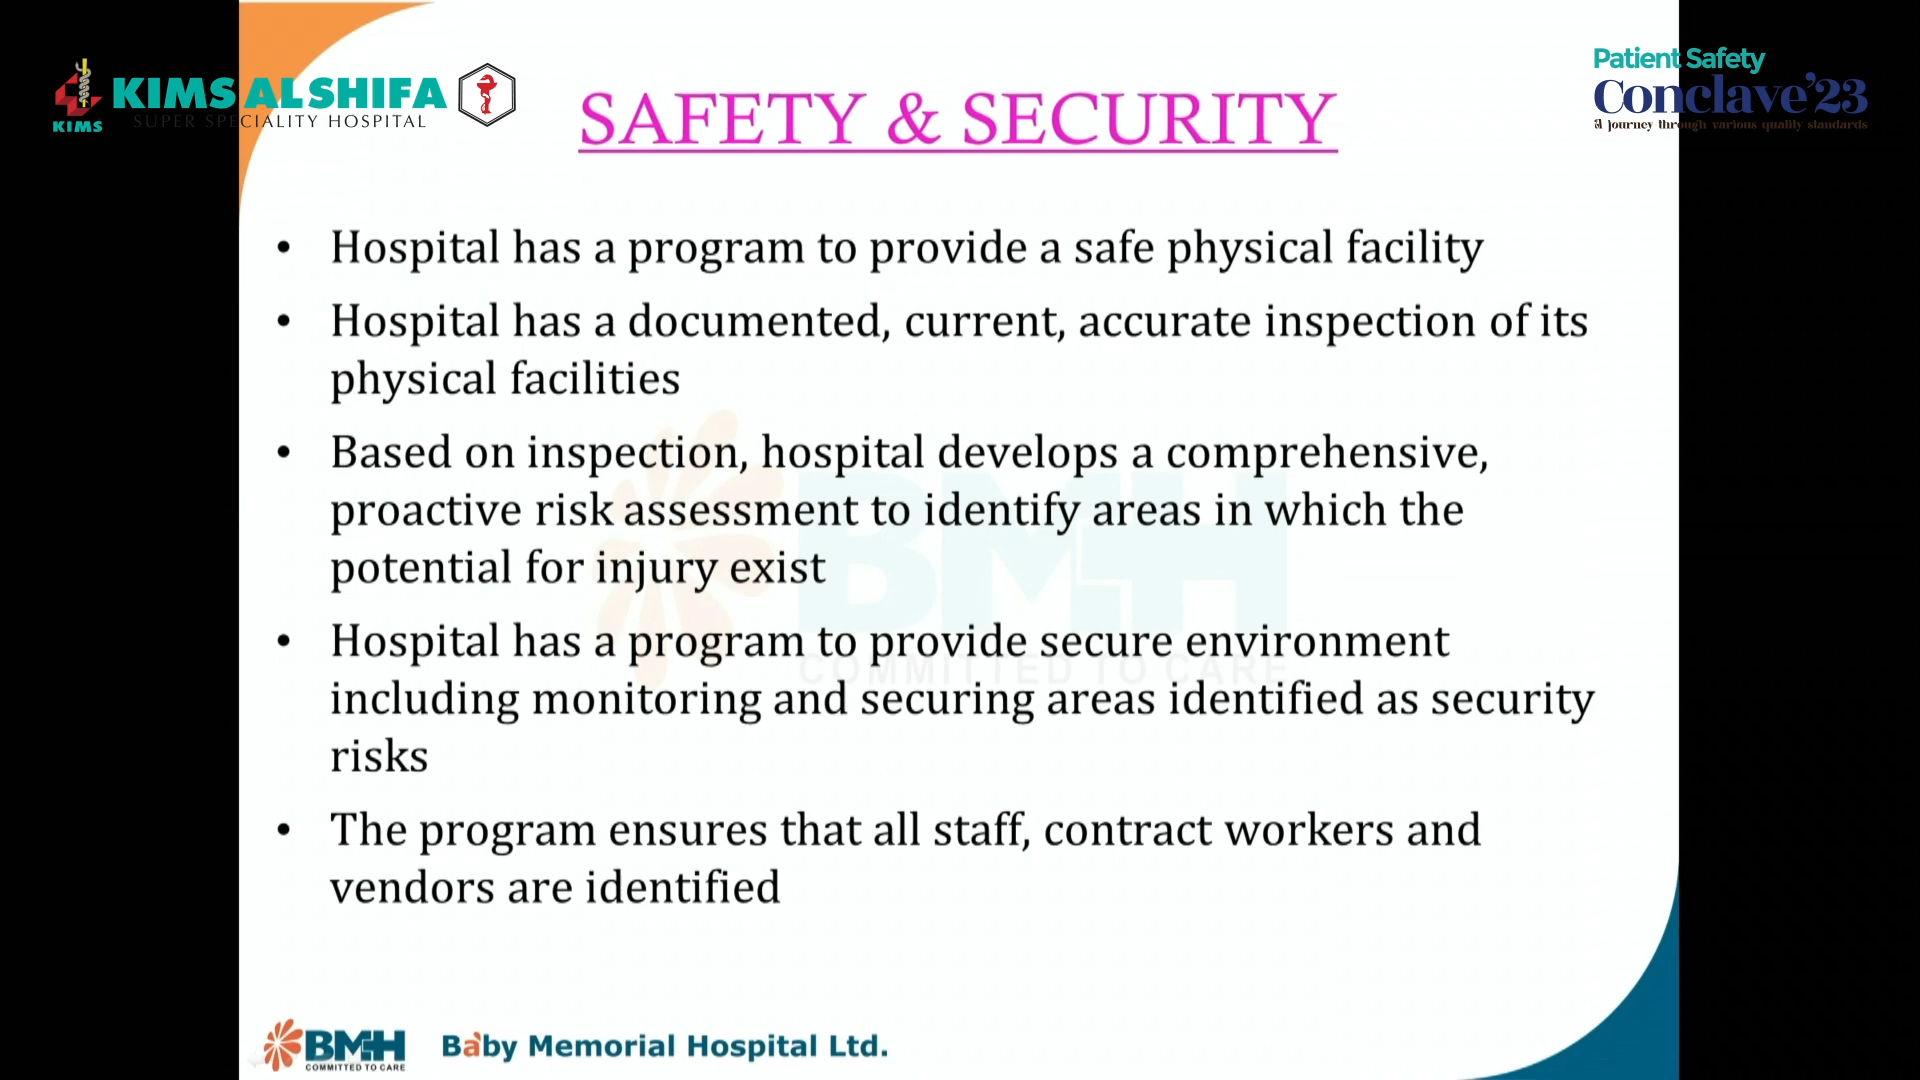 KIMS ALSHIFA
SUPER SPECIALITY HOSPITAL
KIMS
Patient Safety
Conclave'23
A journey through various quality standards
SAFETY & SECURITY
• Hospital has a program to provide a safe physical facility
• Hospital has a documented, current, accurate inspection of its
physical facilities
• Based on inspection, hospital develops a comprehensive,
proactive risk assessment to identify areas in which the
potential for injury exist
• Hospital has a program to provide secure environment
including monitoring and securing areas identified as security
risks
• The program ensures that all staff, contract workers and
vendors are identified
BMH
COMMITTED TO CARE
BMH
COMMITTED TO CARE
Baby Memorial Hospital Ltd.